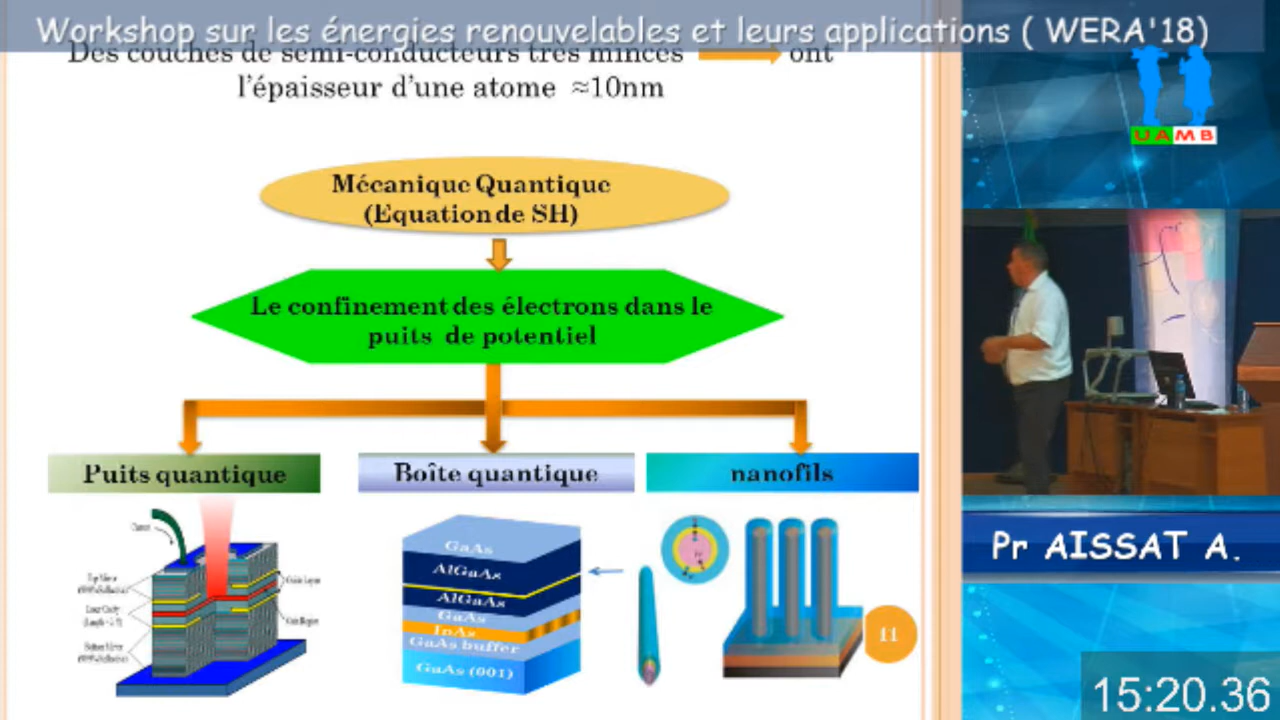 Workshop sur les énergies renouvelables et leurs applications ( WERA'18)
Des couches de semi-conducteurs très minces ont
l'épaisseur d'une atome ≈10nm
UAMB
Mécanique Quantique
(Equation de SH)
Le confinement des électrons dans le
puits de potentiel
Puits quantique
Boîte quantique
nanofils
GaAs
AlGaAs
AlGaAs
GaAs
InAs
GaAs buffer
GaAs (001)
11
Pr AISSAT A.
15:20.36